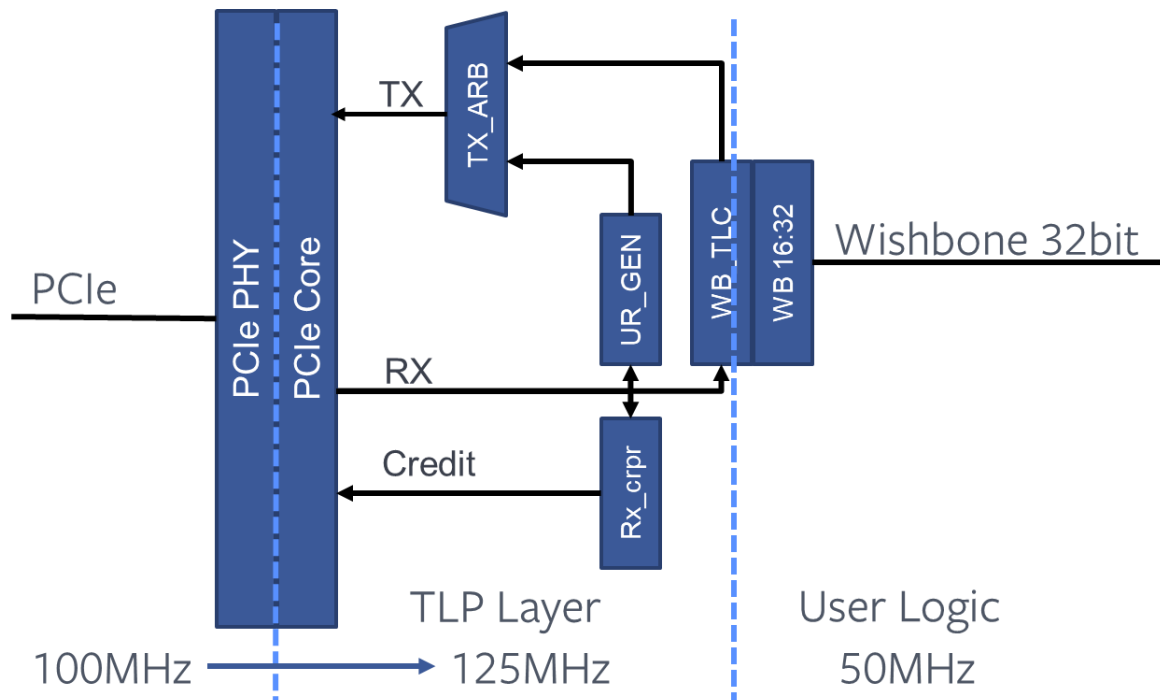 PCIe
PCIe PHY
PCIe Core
TX
TX_ARB
RX
UR_GEN
Credit
Rx_crpr
WB_TLC
WB 16:32
Wishbone 32bit
TLP Layer
User Logic
100MHz
125MHz
50MHz